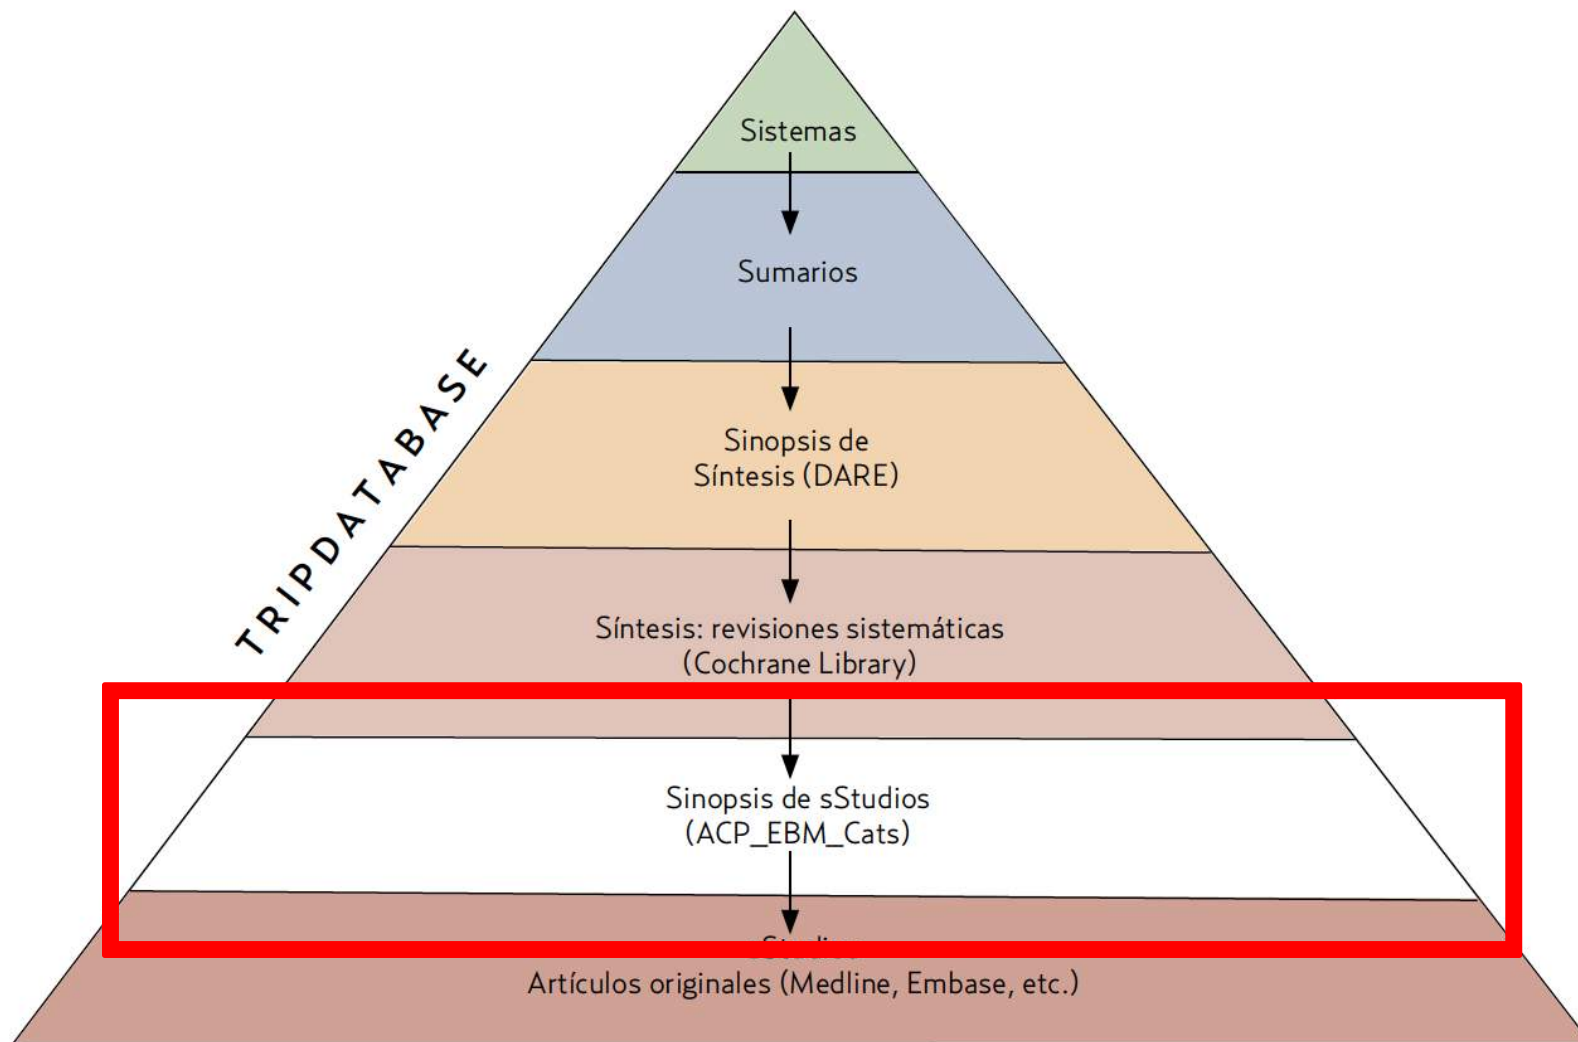 Sistemas
Sumarios
TRIPDATABASE
Sinopsis de
Síntesis (DARE)
Síntesis: revisiones sistemáticas
(Cochrane Library)
Sinopsis de sStudios
(ACP_EBM_Cats)
Artículos originales (Medline, Embase, etc.)